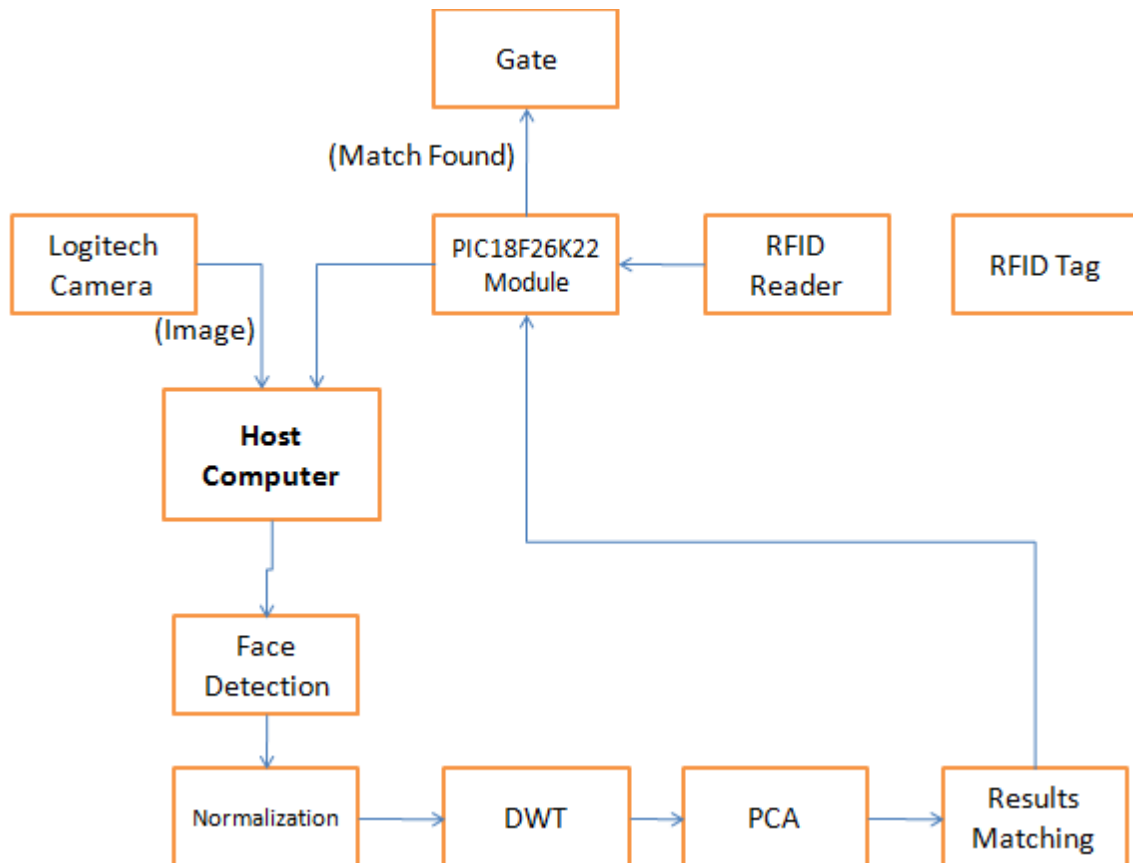 Gate
(Match Found)
Logitech
Camera
PIC18F26K22
Module
RFID
Reader
RFID Tag
(Image)
Host
Computer
Face
Detection
Normalization
DWT
PCA
Results
Matching